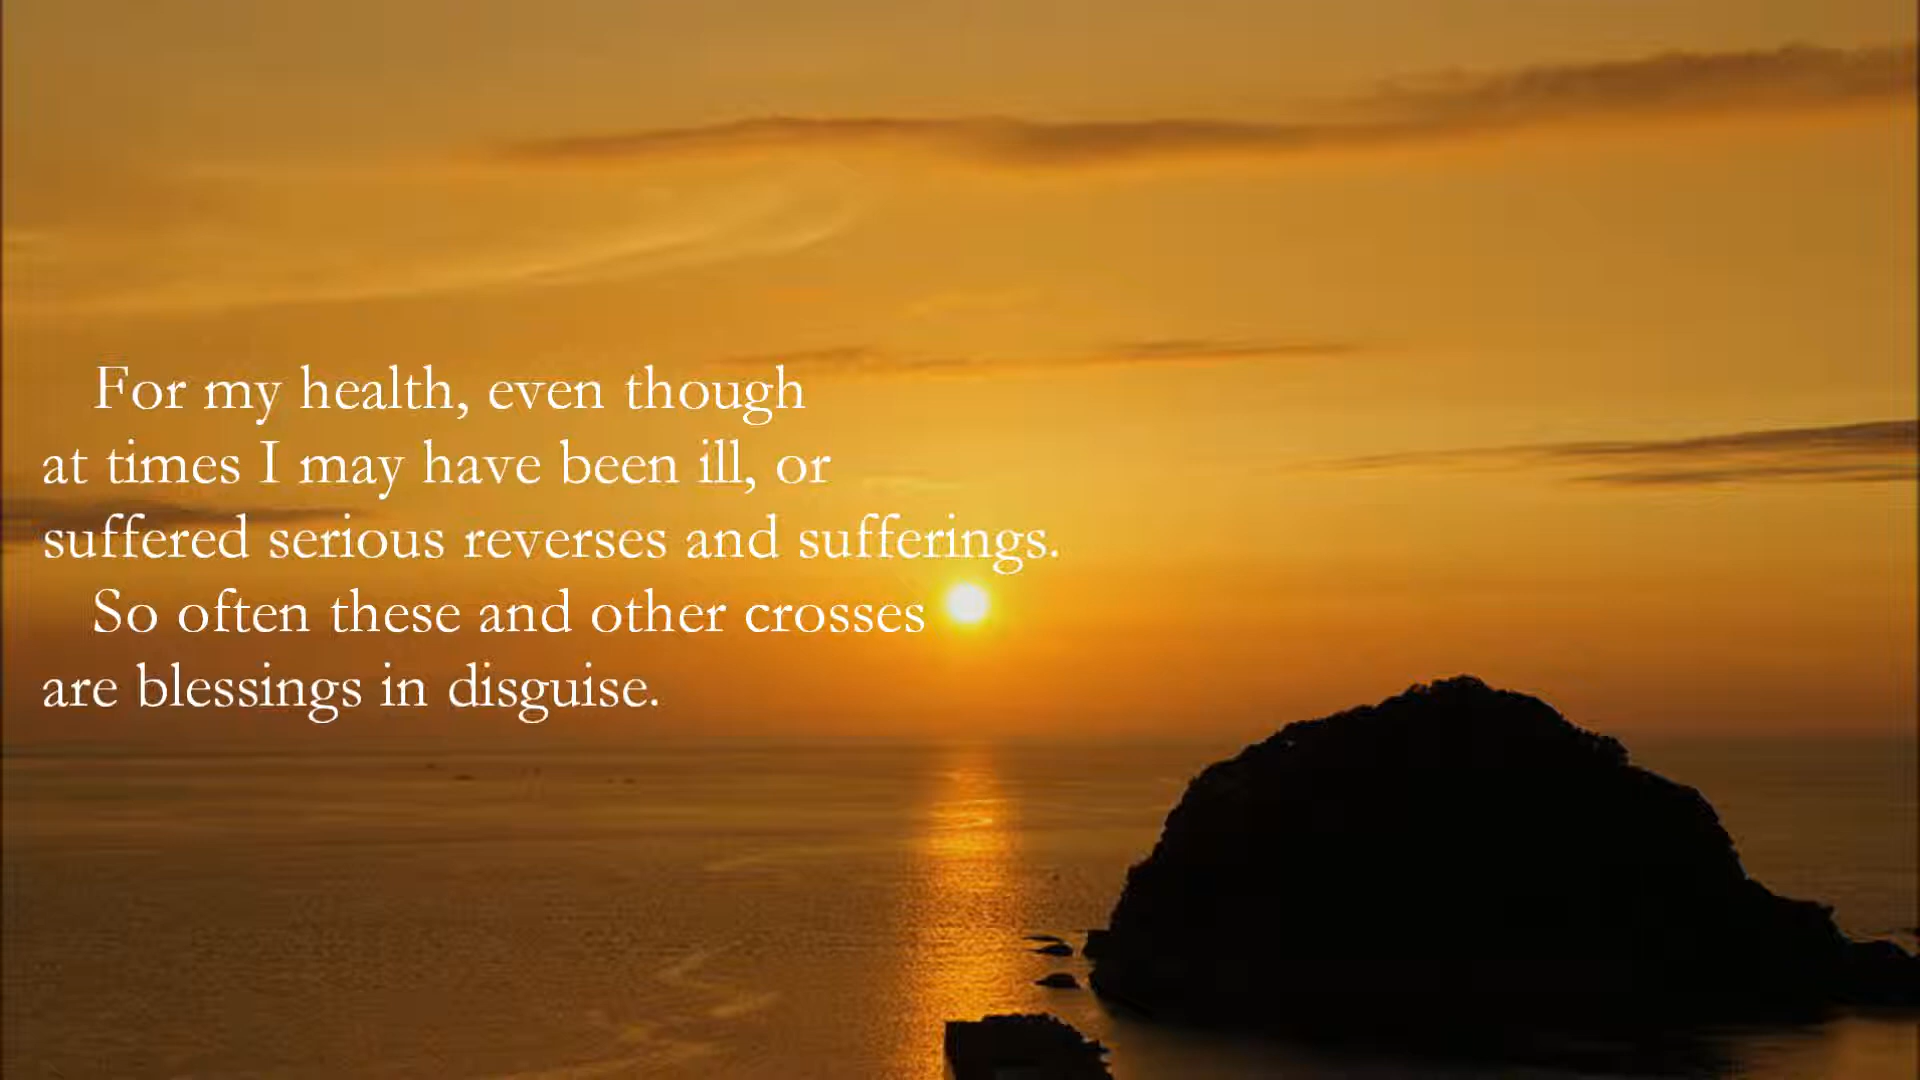 For my health, even though
at times I may have been ill, or
suffered serious reverses and sufferings.
So often these and other crosses
are blessings in disguise.